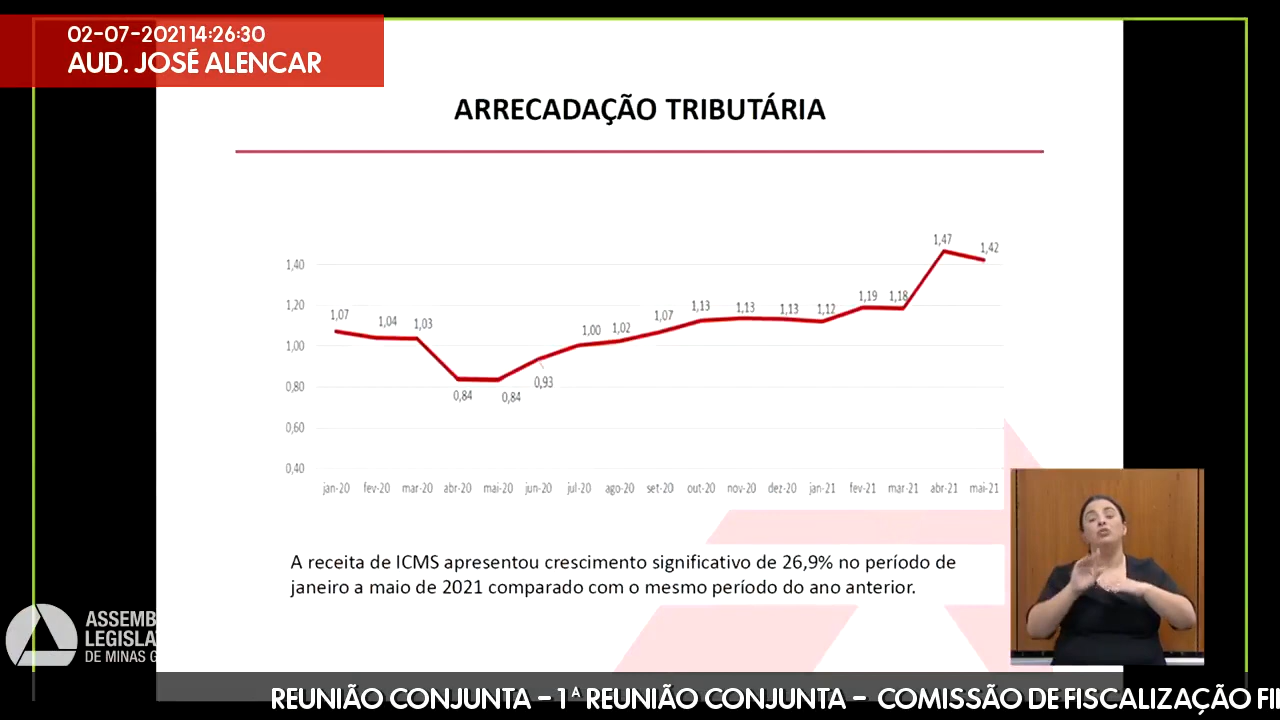 02-07-2021 14:26:30
AUD. JOSÉ ALENCAR
ARRECADAÇÃO TRIBUTÁRIA
1,40
1,20
1,00
0,80
0,60
0,40
1,07
1,04
1,03
0,84
0,84
0,93
1,00
1,02
1,07
1,13
1,13
1,13
1,12
1,19
1,18
1,47
1,42
jan-20 fev-20 mar-20 abr-20 mai-20 jun-20 jul-20 ago-20 set-20 out-20 nov-20 dez-20 jan-21 fev-21 mar-21 abr-21 mai-21
A receita de ICMS apresentou crescimento significativo de 26,9% no período de
janeiro a maio de 2021 comparado com o mesmo período do ano anterior.
ASSEMB
LEGISLA
DE MINAS G
REUNIÃO CONJUNTA - 1ª REUNIÃO CONJUNTA - COMISSÃO DE FISCALIZAÇÃO FI